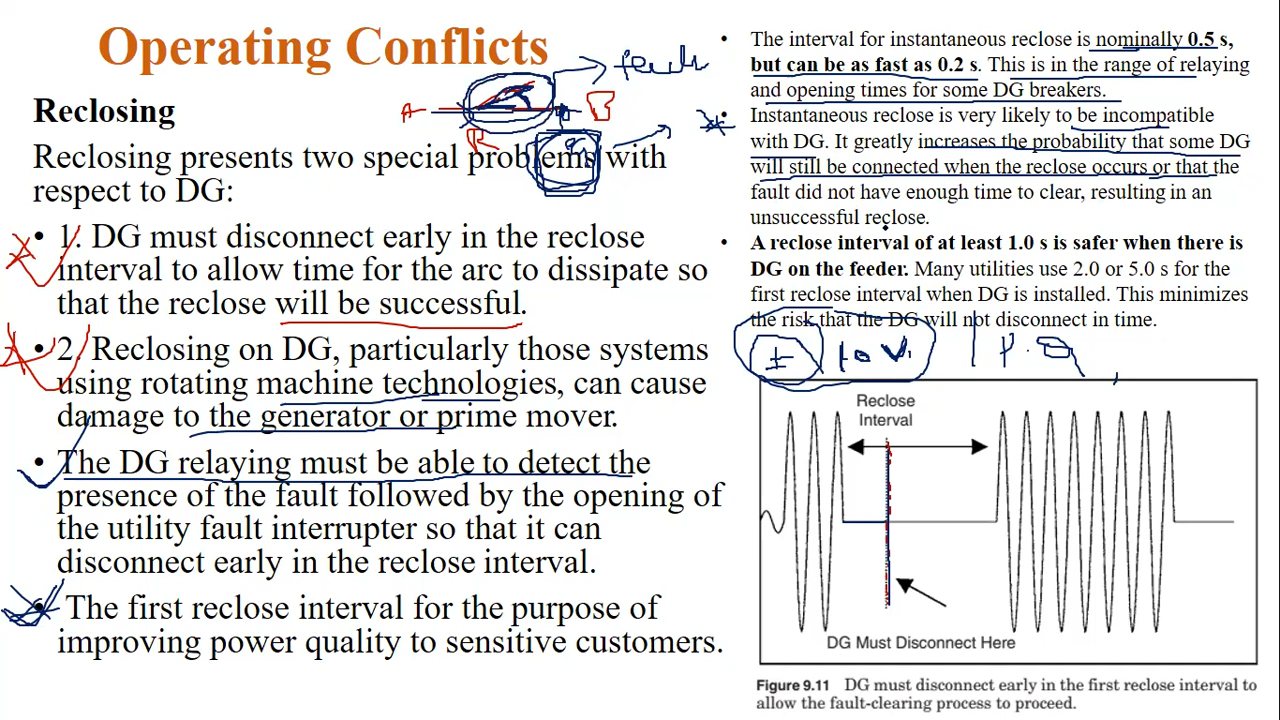 Operating Conflicts
Reclosing
Reclosing presents two special problems with
respect to DG:
• 1. DG must disconnect early in the reclose
interval to allow time for the arc to dissipate so
that the reclose will be successful.
• 2. Reclosing on DG, particularly those systems
using rotating machine technologies, can cause
damage to the generator or prime mover.
• The DG relaying must be able to detect the
presence of the fault followed by the opening of
the utility fault interrupter so that it can
disconnect early in the reclose interval.
• The first reclose interval for the purpose of
improving power quality to sensitive customers.
A
R
B
• The interval for instantaneous reclose is nominally 0.5 s,
but can be as fast as 0.2 s. This is in the range of relaying
and opening times for some DG breakers.
• Instantaneous reclose is very likely to be incompatible
with DG. It greatly increases the probability that some DG
will still be connected when the reclose occurs or that the
fault did not have enough time to clear, resulting in an
unsuccessful reclose.
• A reclose interval of at least 1.0 s is safer when there is
DG on the feeder. Many utilities use 2.0 or 5.0 s for the
first reclose interval when DG is installed. This minimizes
the risk that the DG will not disconnect in time.
Reclose
Interval
DG Must Disconnect Here
Figure 9.11 DG must disconnect early in the first reclose interval to
allow the fault-clearing process to proceed.